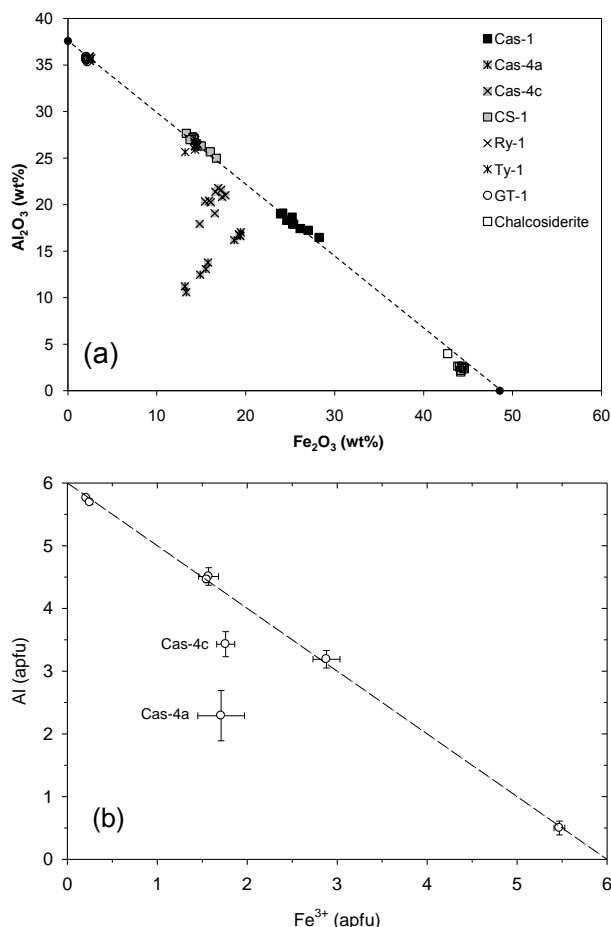 (a)
40
35
30
25
20
15
10
5
0
Al₂O₃ (wt%)
Cas-1
Cas-4a
Cas-4c
CS-1
Ry-1
Ty-1
GT-1
Chalcosiderite
0 10 20 30 40 50 60
Fe₂O₃ (wt%)
6
5
4
3
2
1
0
Al (apfu)
Cas-4c
Cas-4a
(b)
0 1 2 3 4 5 6
Fe³⁺ (apfu)